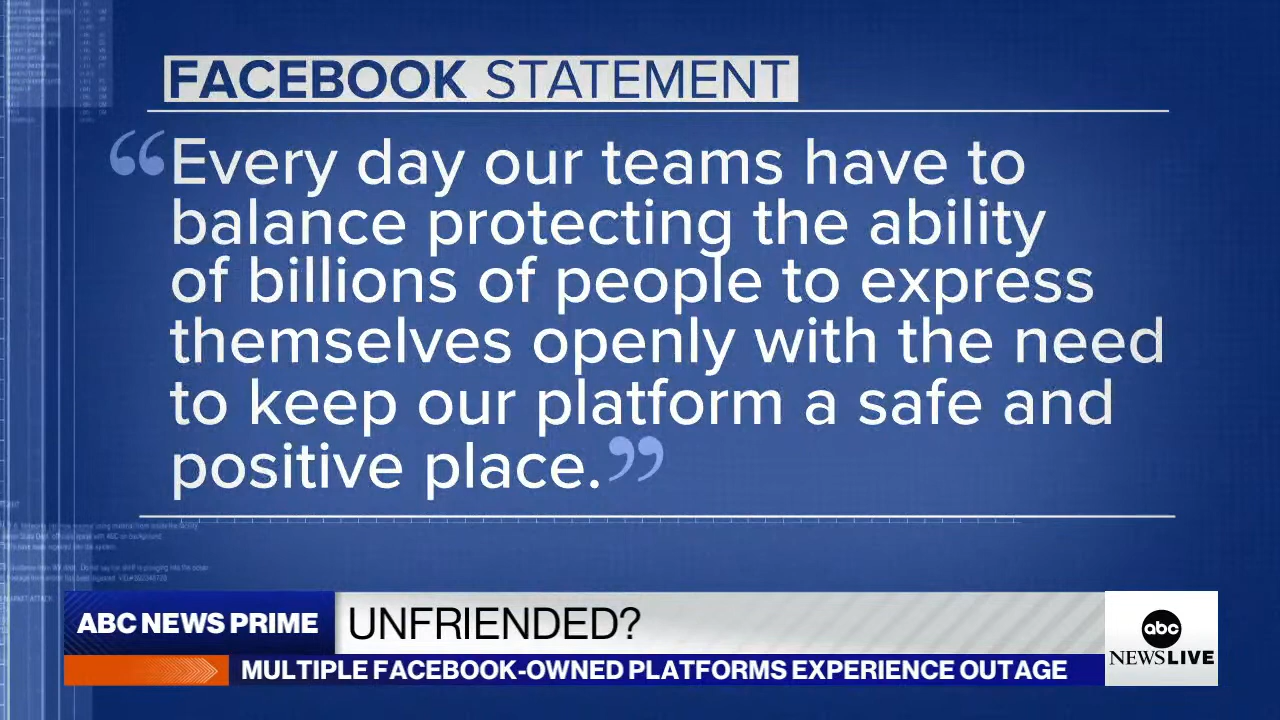 FACEBOOK STATEMENT
“Every day our teams have to
balance protecting the ability
of billions of people to express
themselves openly with the need
to keep our platform a safe and
positive place.”
ABC NEWS PRIME
UNFRIENDED?
MULTIPLE FACEBOOK-OWNED PLATFORMS EXPERIENCE OUTAGE
abc
NEWS LIVE